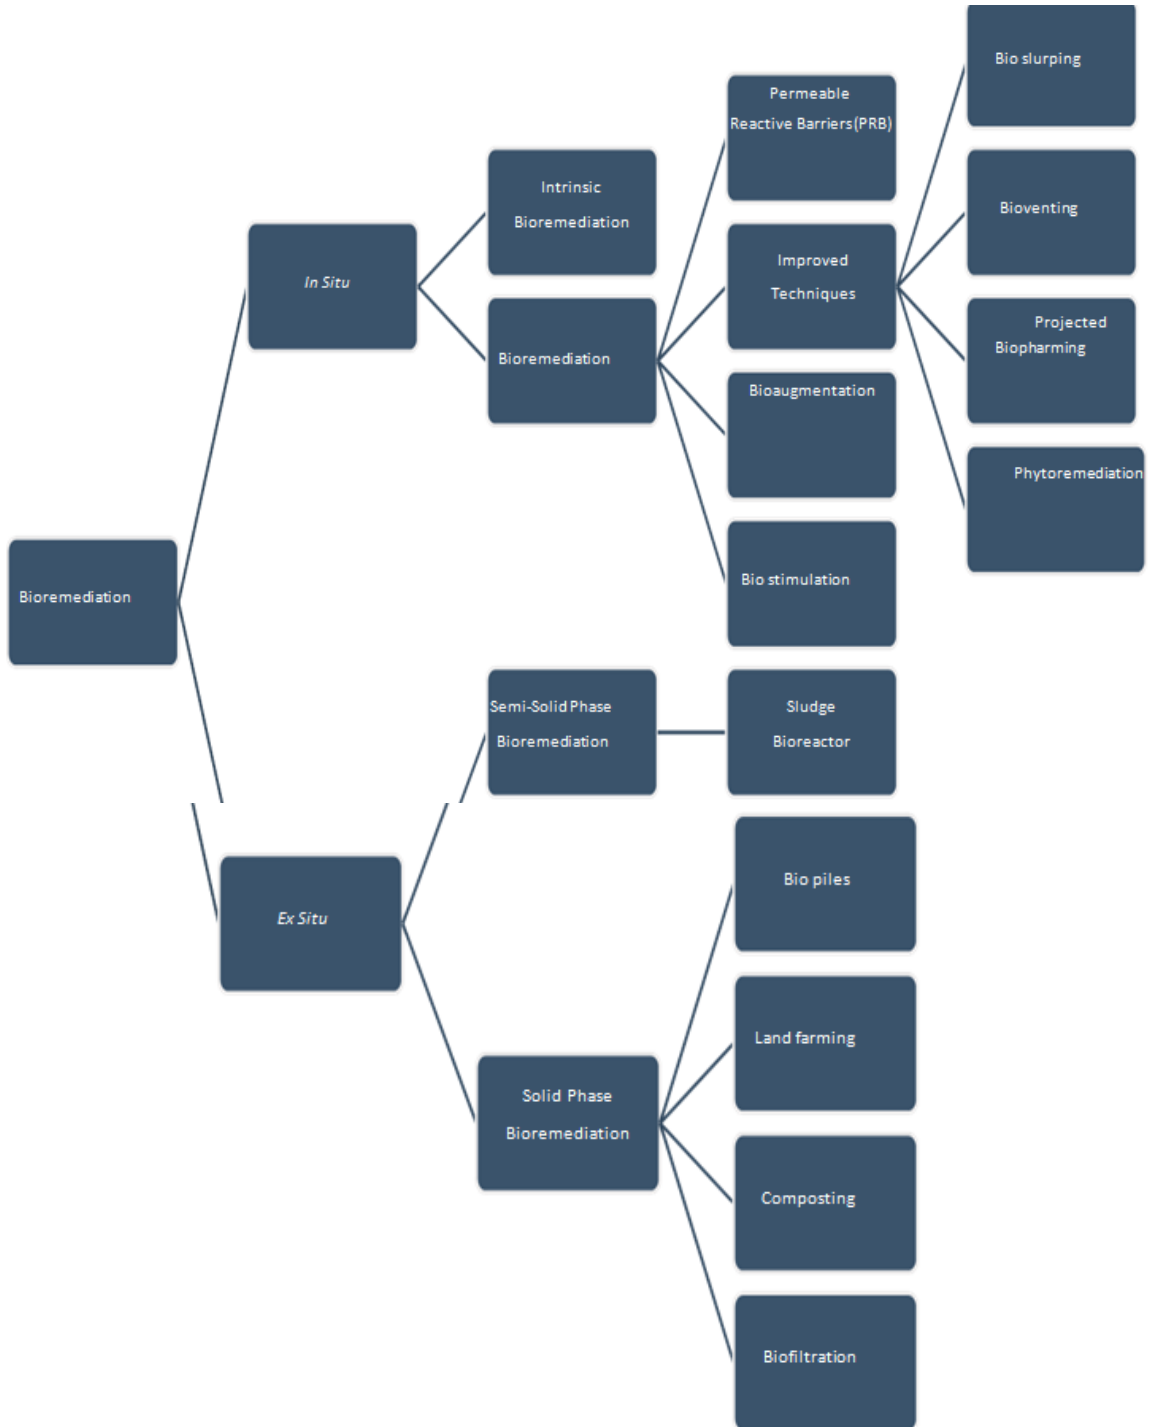 Bio slurping
Permeable
Reactive Barriers(PRB)
Intrinsic
Bioremediation
Bioventing
In Situ
Improved
Techniques
Projected
Biopharming
Bioremediation
Bioaugmentation
Phytoremediation
Bioremediation
Bio stimulation
Semi-Solid Phase
Bioremediation
Sludge
Bioreactor
Bio piles
Ex Situ
Land farming
Solid Phase
Bioremediation
Composting
Biofiltration